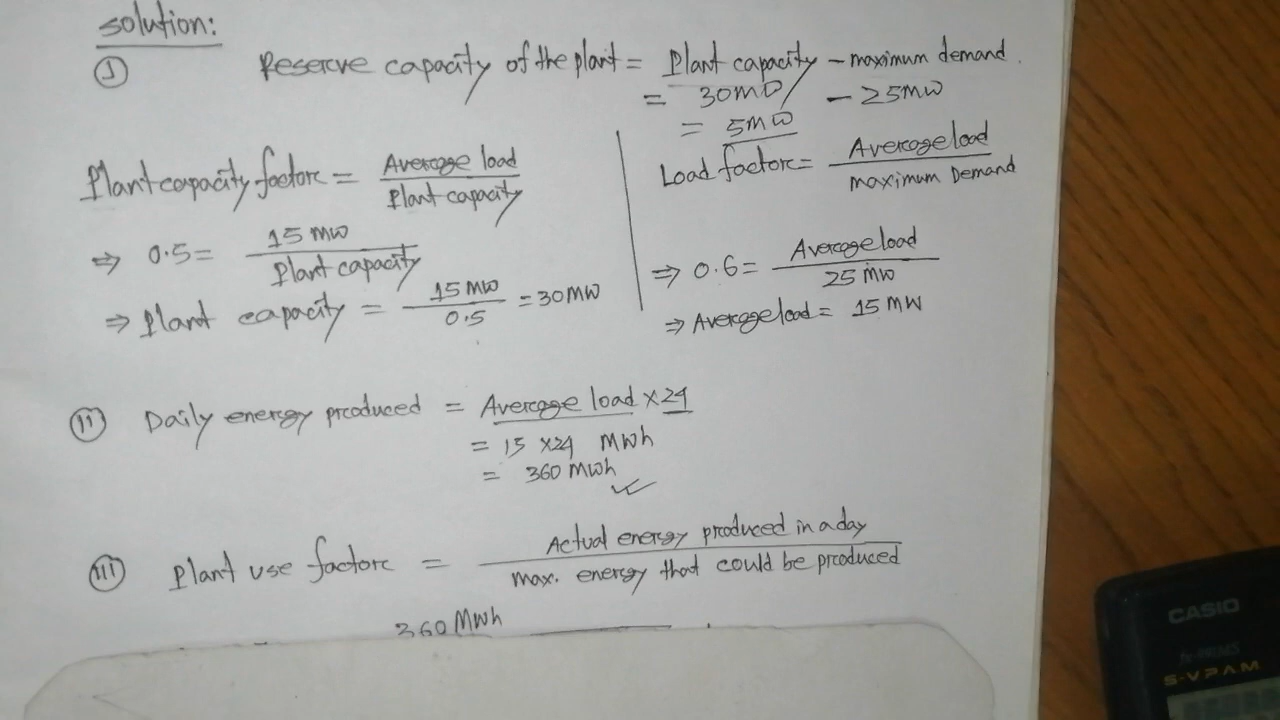 solution:
① Reserve capacity of the plant = Plant capacity - maximum demand.
= 30MW - 25MW
= 5MW
Plant capacity factor = Average load / Plant capacity
⇒ 0.5 = 15 MW / Plant capacity
⇒ Plant capacity = 15MW / 0.5 = 30MW
Load factor = Average load / maximum Demand
⇒ 0.6 = Average load / 25 MW
⇒ Average load = 15 MW
(ii) Daily energy produced = Average load × 24
= 15 × 24 MWh
= 360 MWh
(iii) Plant use factor = Actual energy produced in a day / max. energy that could be produced
360 MWh
CASIO
S-V.P.A.M.